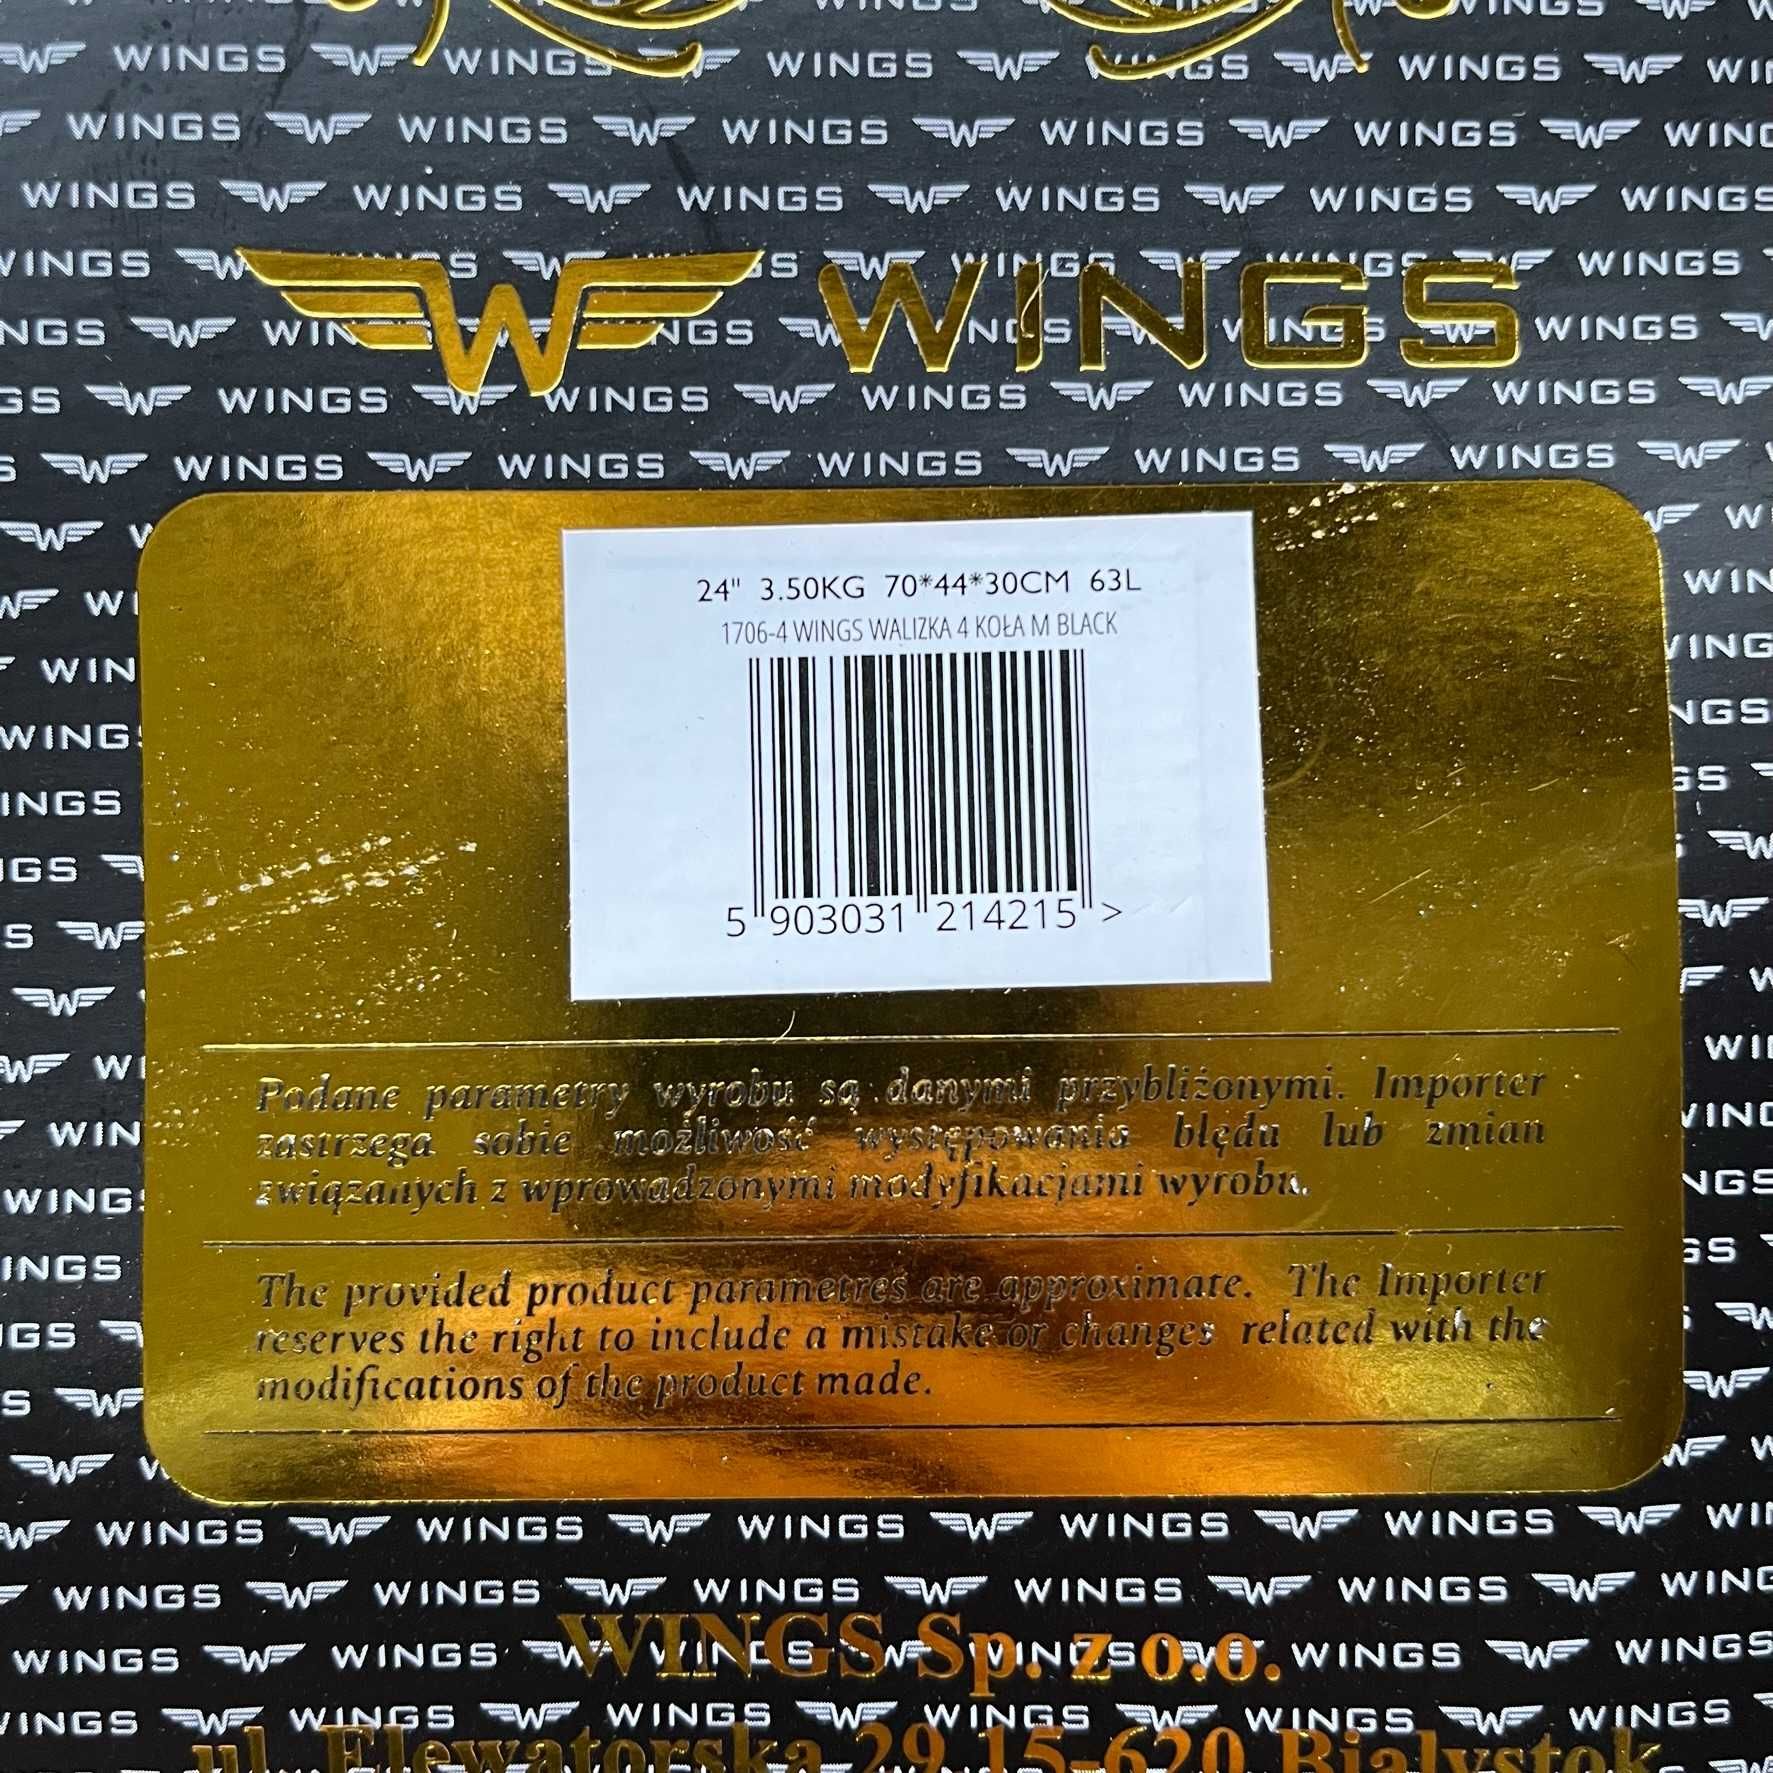 WINGS
24" 3.50KG 70*44*30CM 63L
1706-4 WINGS WALIZKA 4 KOŁA M BLACK
5 903031 214215 >
Podane parametry wyrobu są danymi przybliżonymi. Importer
zastrzega sobie możliwość występowania błędu lub zmian
związanych z wprowadzonymi modyfikacjami wyrobu.
The provided product parametres are approximate. The Importer
reserves the right to include a mistake or changes related with the
modifications of the product made.
WINGS Sp. z o.o.
ul. Elewatorska 29, 15-620 Białystok